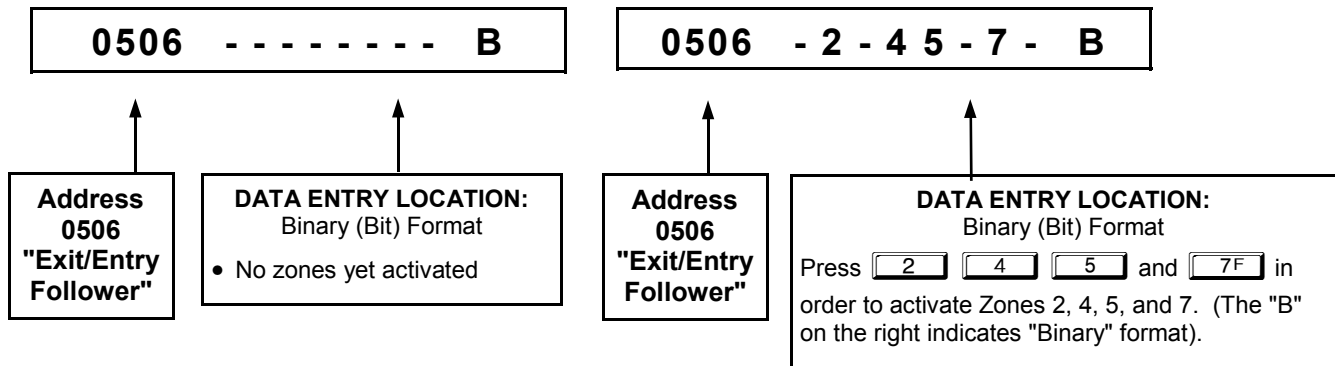 0506 - - - - - - - - B
0506 - 2 - 4 5 - 7 - B
Address
0506
"Exit/Entry
Follower"
DATA ENTRY LOCATION:
Binary (Bit) Format
• No zones yet activated
Address
0506
"Exit/Entry
Follower"
DATA ENTRY LOCATION:
Binary (Bit) Format
Press 2 4 5 and 7F in
order to activate Zones 2, 4, 5, and 7. (The "B"
on the right indicates "Binary" format).